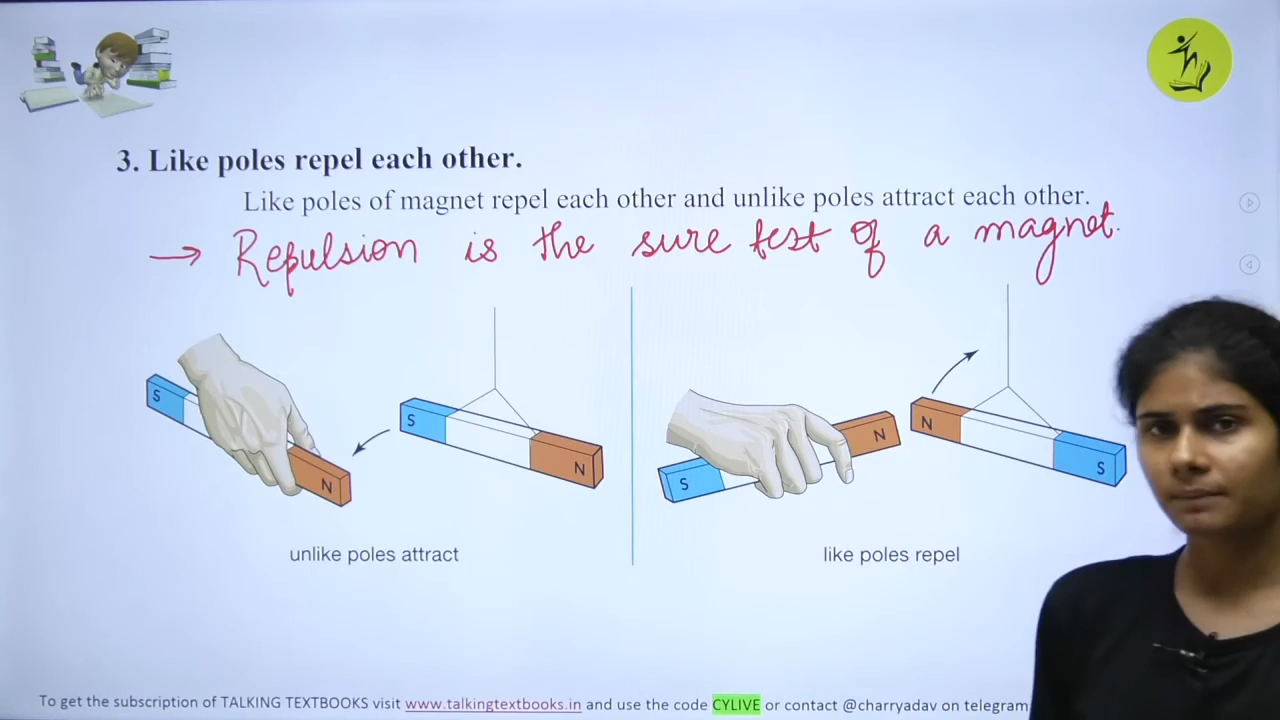 3. Like poles repel each other.
Like poles of magnet repel each other and unlike poles attract each other.
→ Repulsion is the sure test of a magnet.
S
N
S
N
S
N
N
S
unlike poles attract
like poles repel
To get the subscription of TALKING TEXTBOOKS visit www.talkingtextbooks.in and use the code CYLIVE or contact @charryadav on telegram